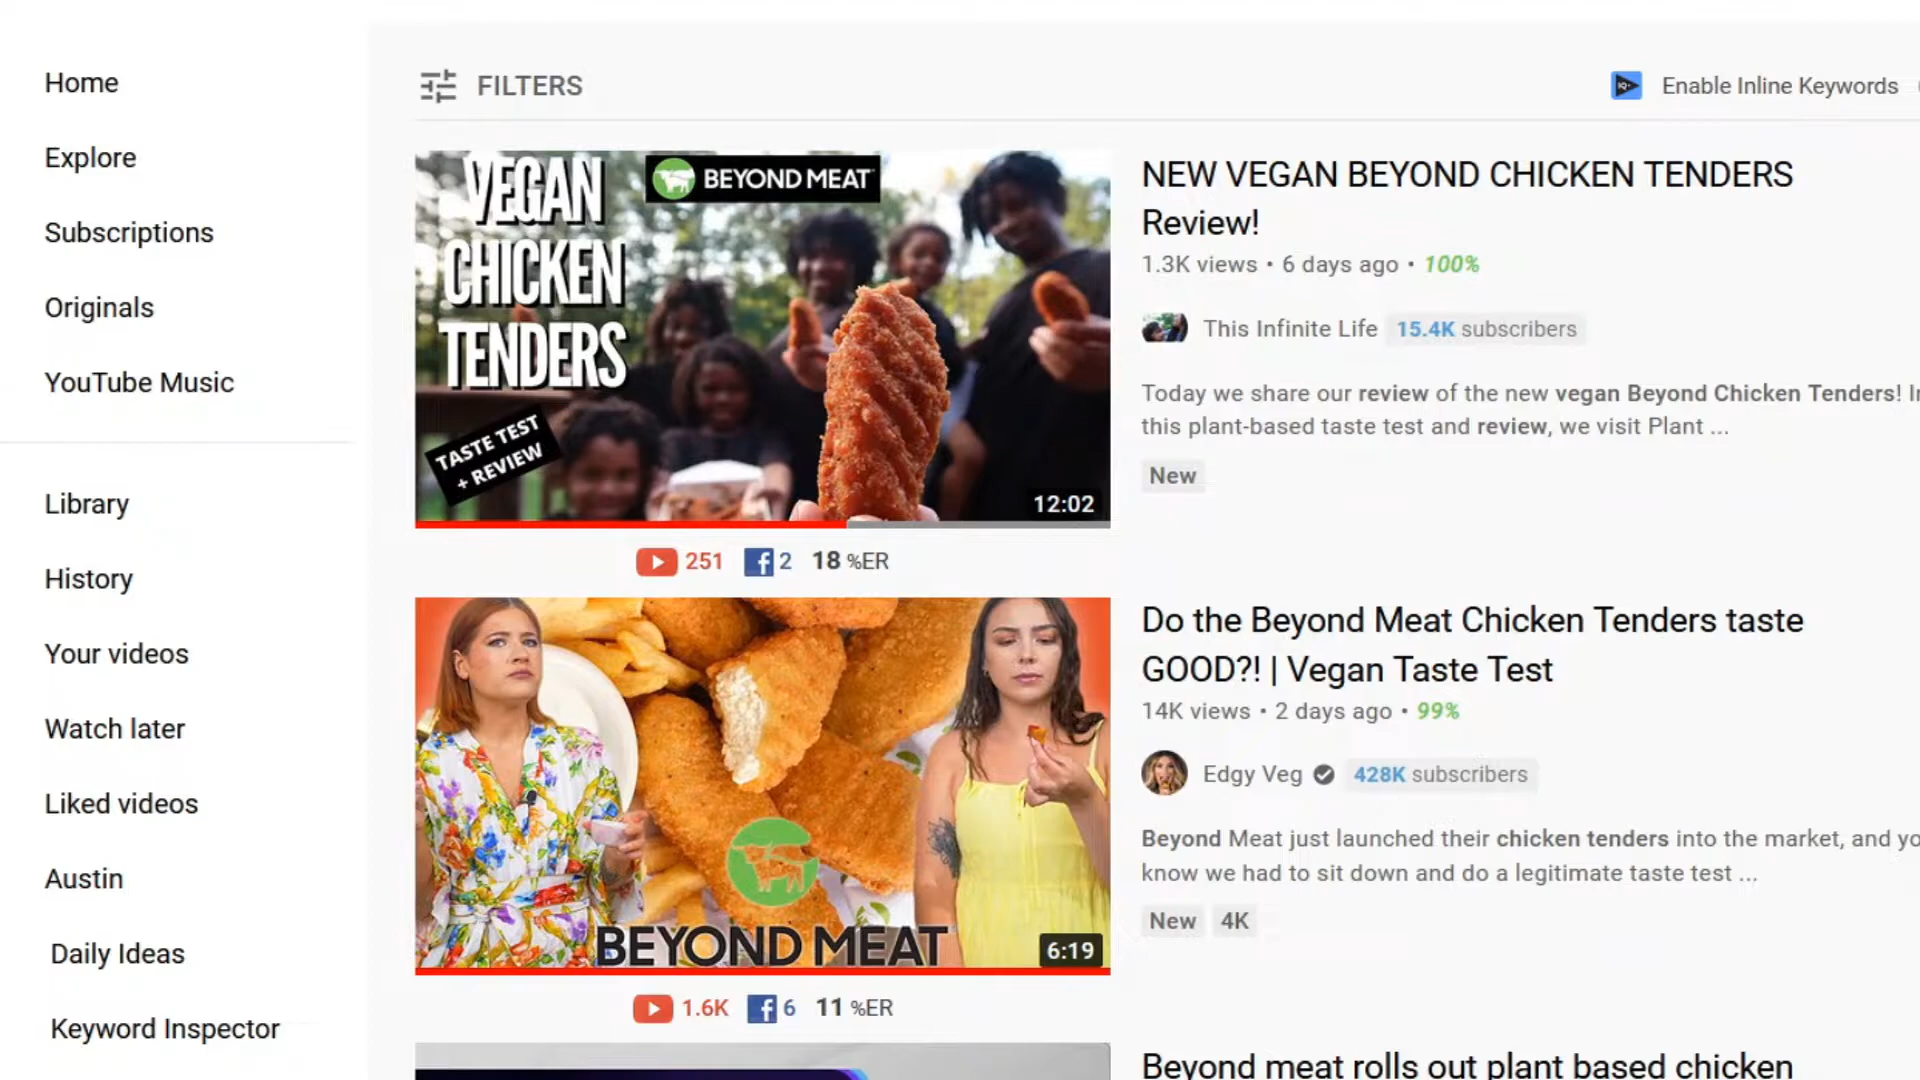 Home
Explore
Subscriptions
Originals
YouTube Music
Library
History
Your videos
Watch later
Liked videos
Austin
Daily Ideas
Keyword Inspector
FILTERS
Enable Inline Keywords
VEGAN
CHICKEN
TENDERS
BEYOND MEAT
TASTE TEST
+ REVIEW
12:02
251 2 18 %ER
NEW VEGAN BEYOND CHICKEN TENDERS
Review!
1.3K views • 6 days ago • 100%
This Infinite Life 15.4K subscribers
Today we share our review of the new vegan Beyond Chicken Tenders! In
this plant-based taste test and review, we visit Plant ...
New
BEYOND MEAT
6:19
1.6K 6 11 %ER
Do the Beyond Meat Chicken Tenders taste
GOOD?! | Vegan Taste Test
14K views • 2 days ago • 99%
Edgy Veg 428K subscribers
Beyond Meat just launched their chicken tenders into the market, and yo
know we had to sit down and do a legitimate taste test ...
New 4K
Beyond meat rolls out plant based chicken